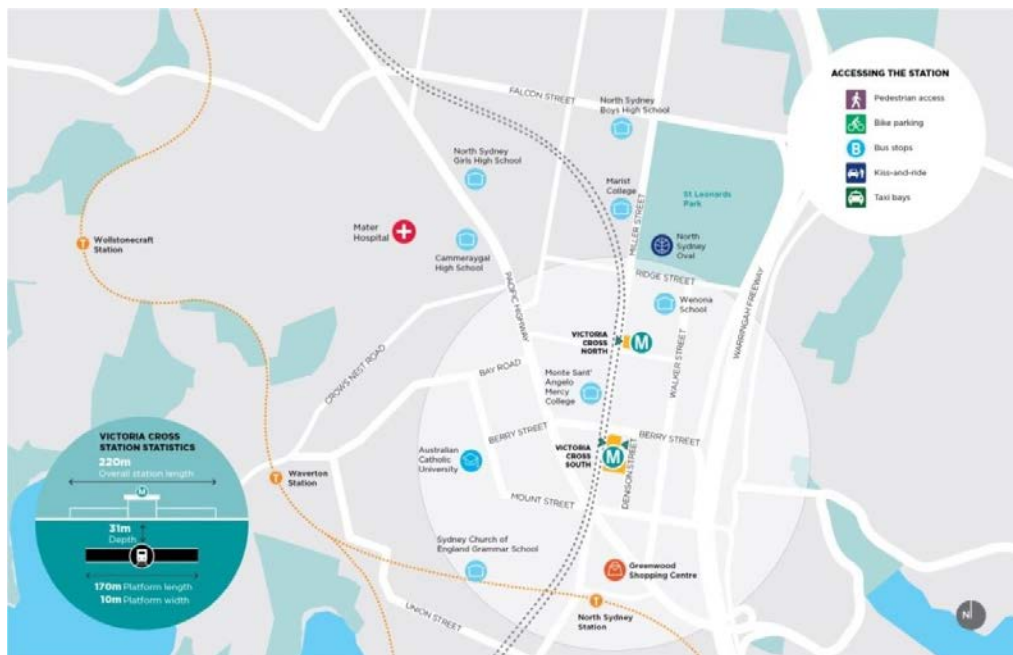 ACCESSING THE STATION
Pedestrian access
Bike parking
B
Bus stops
Kiss-and-ride
Taxi bays
FALCON STREET
North Sydney
Boys High School
North Sydney
Girls High School
Marist
College
St Leonards
Park
MILLER STREET
Mater
Hospital
T
Wollstonecraft
Station
Cammeraygal
High School
North
Sydney
Oval
RIDGE STREET
WARRINGAH FREEWAY
PACIFIC HIGHWAY
Wenona
School
VICTORIA
CROSS
NORTH
M
WALKER STREET
CROWS NEST ROAD
BAY ROAD
Monte Sant'
Angelo
Mercy
College
BERRY STREET
BERRY STREET
VICTORIA
CROSS
SOUTH
M
DENISON STREET
Australian
Catholic
University
MOUNT STREET
T
Waverton
Station
Sydney Church of
England Grammar School
Greenwood
Shopping Centre
UNION STREET
T
North Sydney
Station
VICTORIA CROSS
STATION STATISTICS
220m
Overall station length
M
31m
Depth
170m Platform length
10m Platform width
N